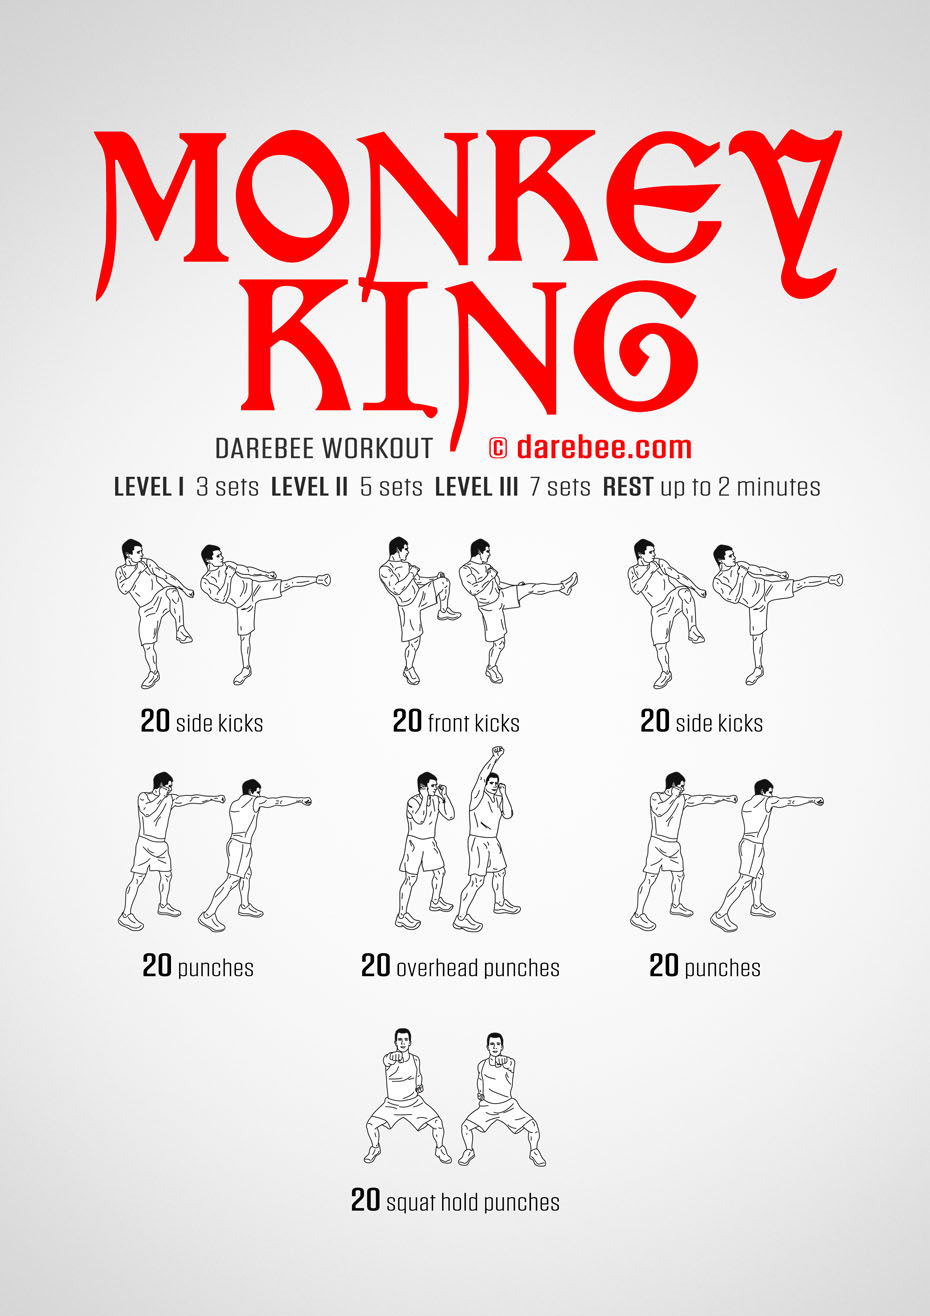 MONKEY
KING
DAREBEE WORKOUT © darebee.com
LEVEL I 3 sets LEVEL II 5 sets LEVEL III 7 sets REST up to 2 minutes
20 side kicks
20 front kicks
20 side kicks
20 punches
20 overhead punches
20 punches
20 squat hold punches